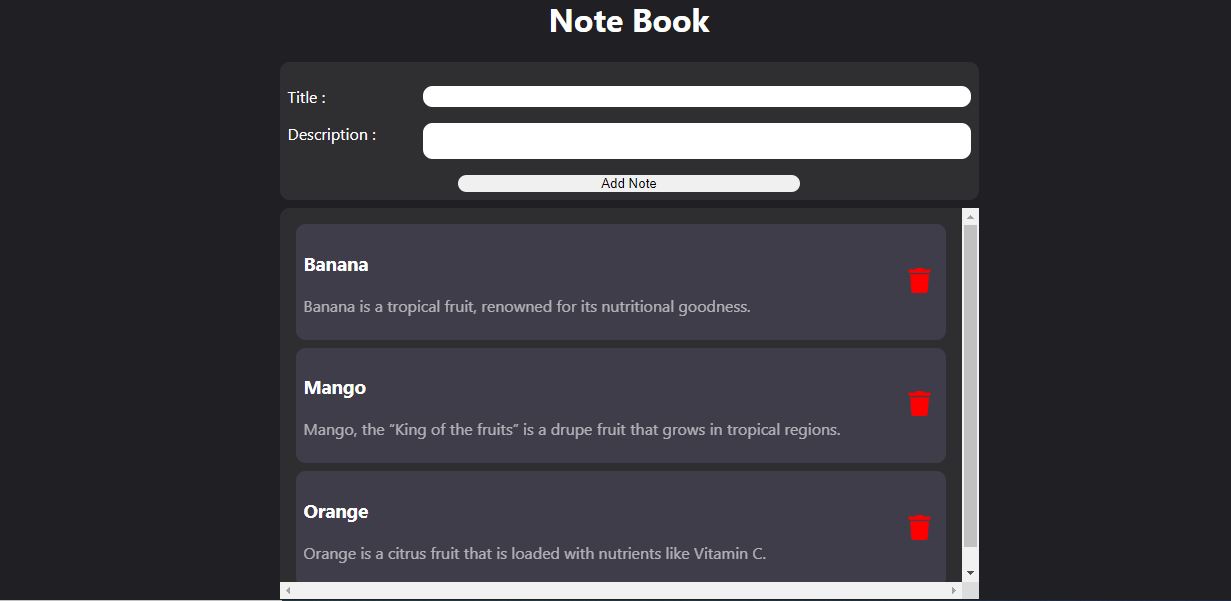 Note Book
Title :
Description :
Add Note
Banana
Banana is a tropical fruit, renowned for its nutritional goodness.
Mango
Mango, the “King of the fruits” is a drupe fruit that grows in tropical regions.
Orange
Orange is a citrus fruit that is loaded with nutrients like Vitamin C.